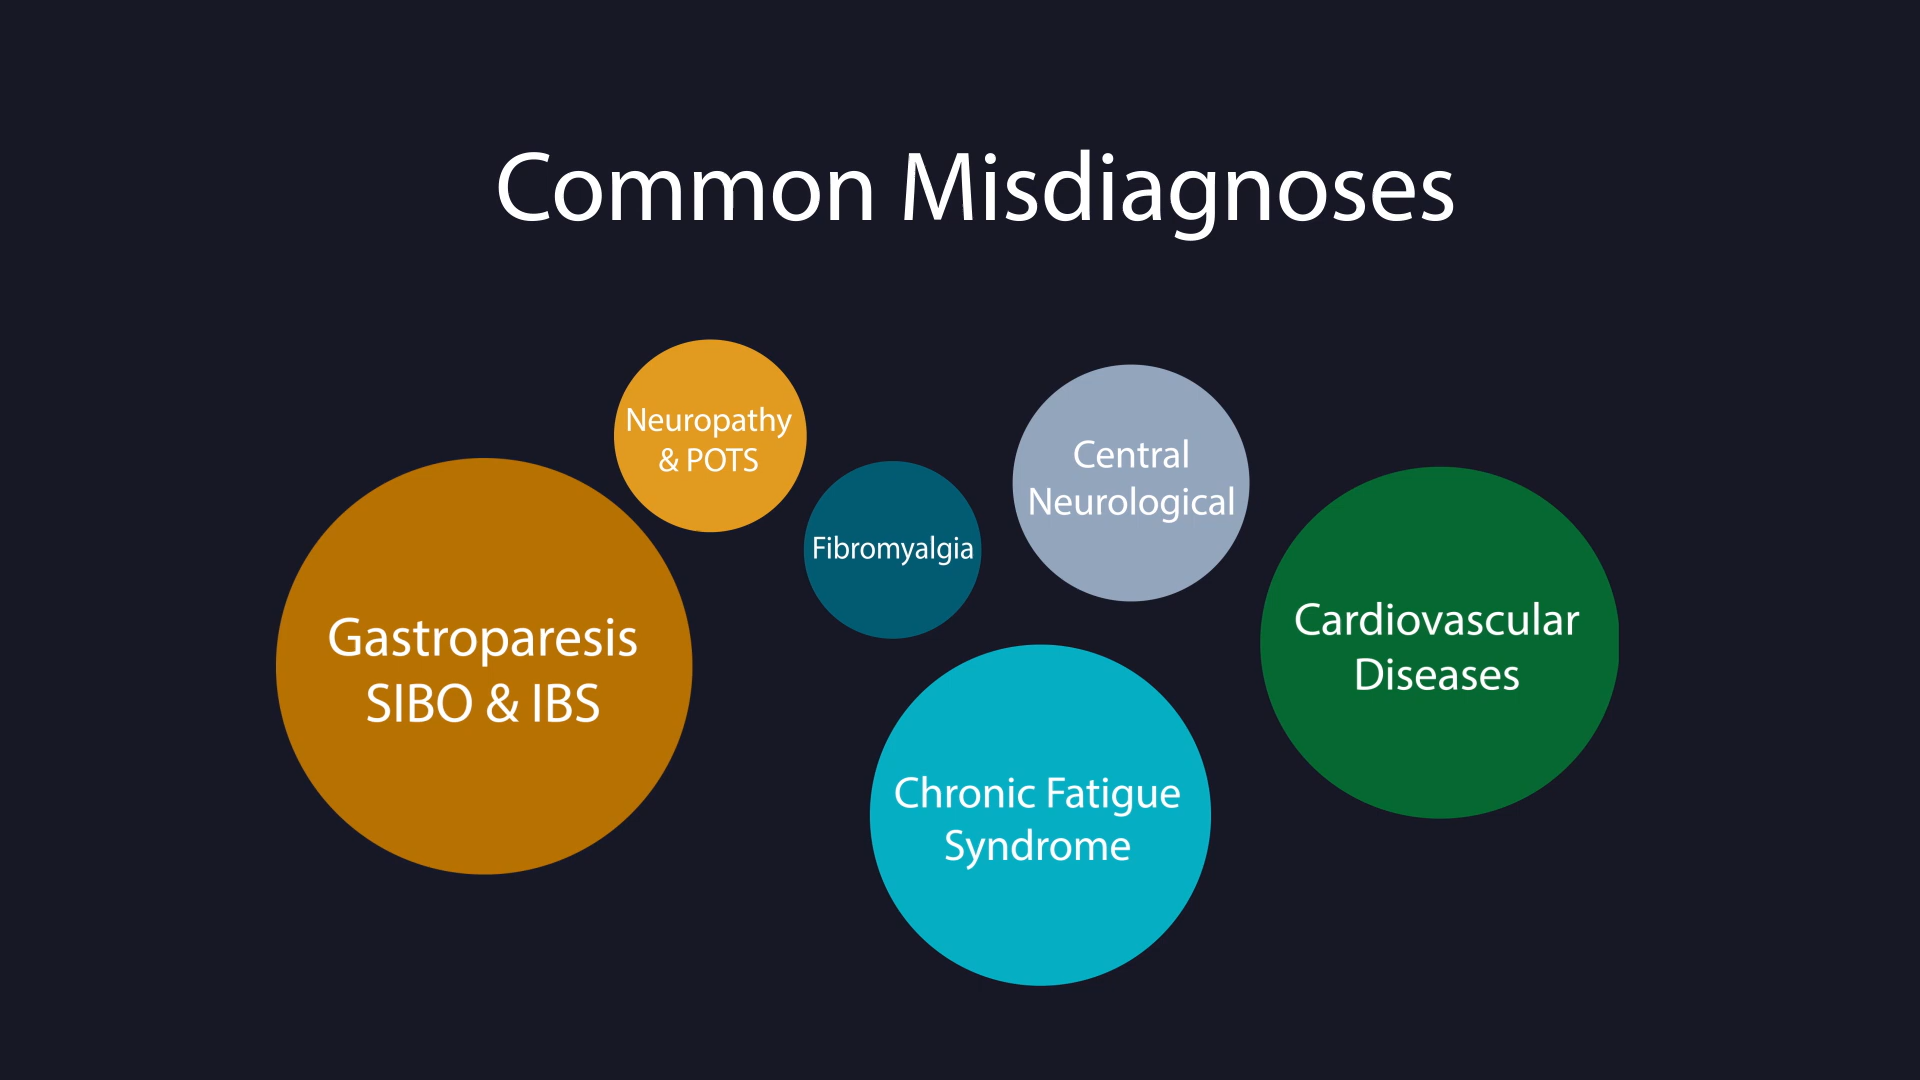 Common Misdiagnoses
Neuropathy
& POTS
Central
Neurological
Fibromyalgia
Gastroparesis
SIBO & IBS
Cardiovascular
Diseases
Chronic Fatigue
Syndrome